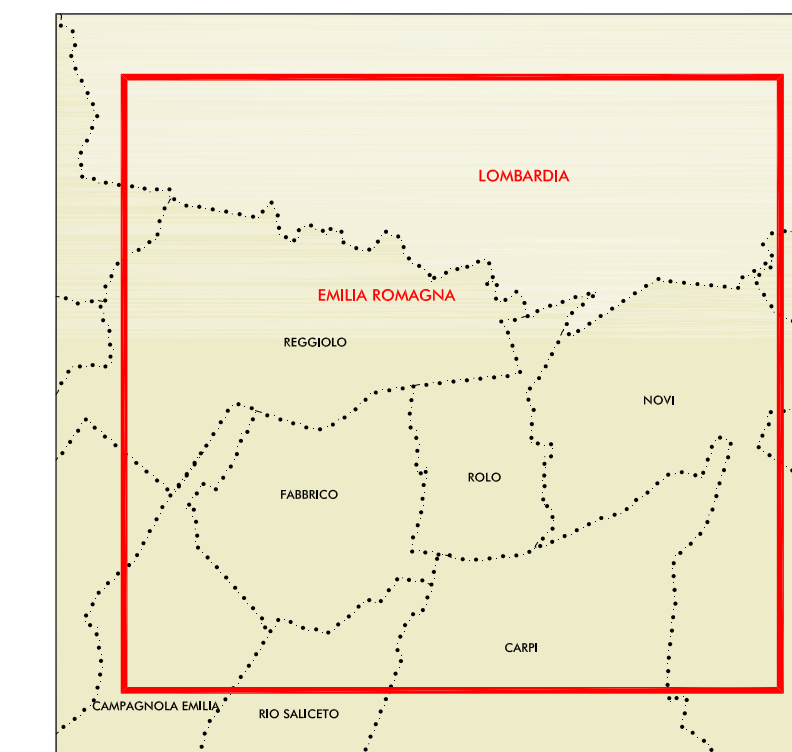 LOMBARDIA
EMILIA ROMAGNA
REGGIOLO
NOVI
ROLO
FABBRICO
CARPI
CAMPAGNOLA EMILIA
RIO SALICETO